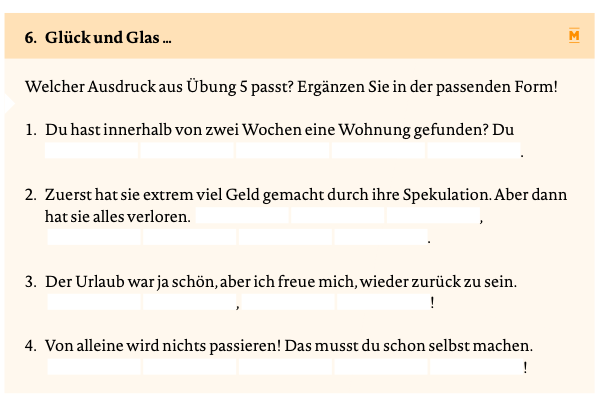 6. Glück und Glas ...
M
Welcher Ausdruck aus Übung 5 passt? Ergänzen Sie in der passenden Form!
1. Du hast innerhalb von zwei Wochen eine Wohnung gefunden? Du
.
2. Zuerst hat sie extrem viel Geld gemacht durch ihre Spekulation. Aber dann
hat sie alles verloren. ,
.
3. Der Urlaub war ja schön, aber ich freue mich, wieder zurück zu sein.
, !
4. Von alleine wird nichts passieren! Das musst du schon selbst machen.
!